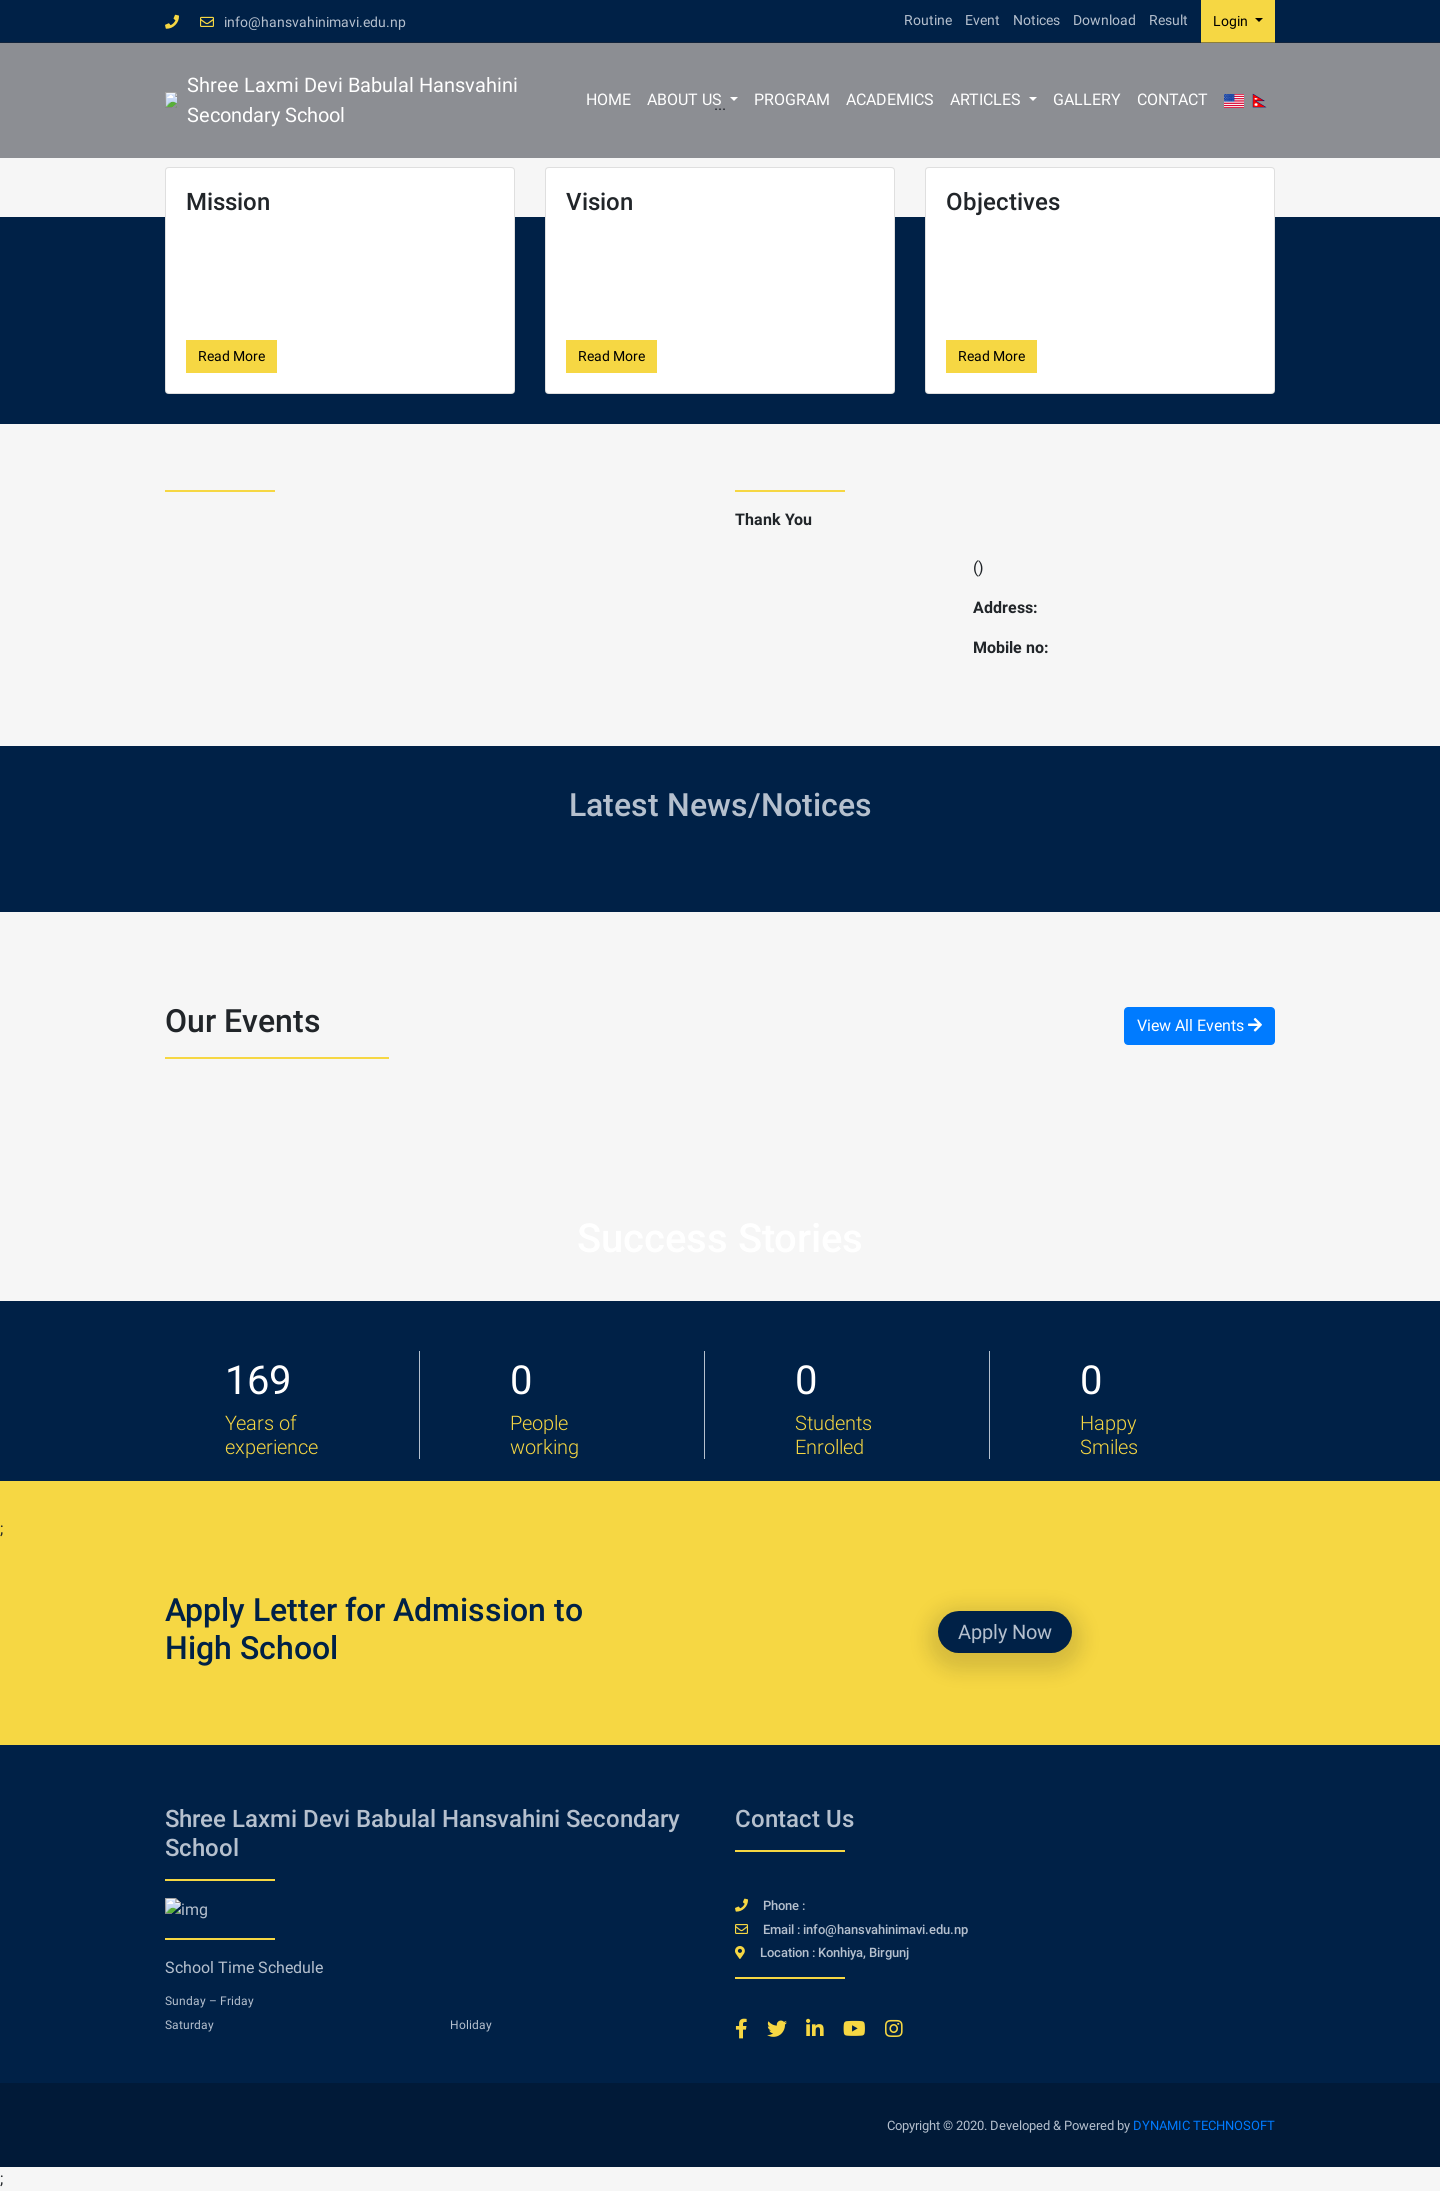 info@hansvahinimavi.edu.np
Routine Event Notices Download Result Login
Shree Laxmi Devi Babulal Hansvahini
Secondary School
HOME ABOUT US PROGRAM ACADEMICS ARTICLES GALLERY CONTACT
...
Mission
Read More
Vision
Read More
Objectives
Read More
Thank You
()
Address:
Mobile no:
Latest News/Notices
Our Events
View All Events
Success Stories
169
Years of
experience
0
People
working
0
Students
Enrolled
0
Happy
Smiles
;
Apply Letter for Admission to
High School
Apply Now
Shree Laxmi Devi Babulal Hansvahini Secondary
School
img
School Time Schedule
Sunday – Friday
Saturday Holiday
Contact Us
Phone :
Email : info@hansvahinimavi.edu.np
Location : Konhiya, Birgunj
Copyright © 2020. Developed & Powered by DYNAMIC TECHNOSOFT
;